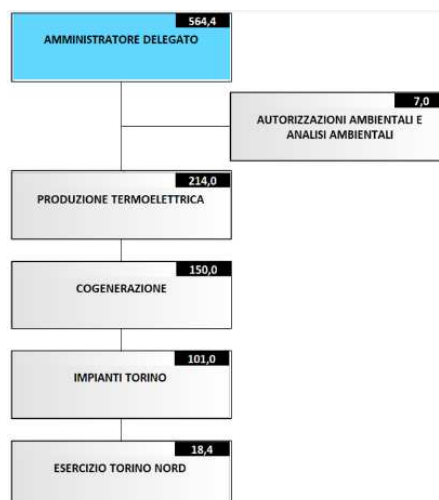 564,4
AMMINISTRATORE DELEGATO
7,0
AUTORIZZAZIONI AMBIENTALI E
ANALISI AMBIENTALI
214,0
PRODUZIONE TERMOELETTRICA
150,0
COGENERAZIONE
101,0
IMPIANTI TORINO
18,4
ESERCIZIO TORINO NORD